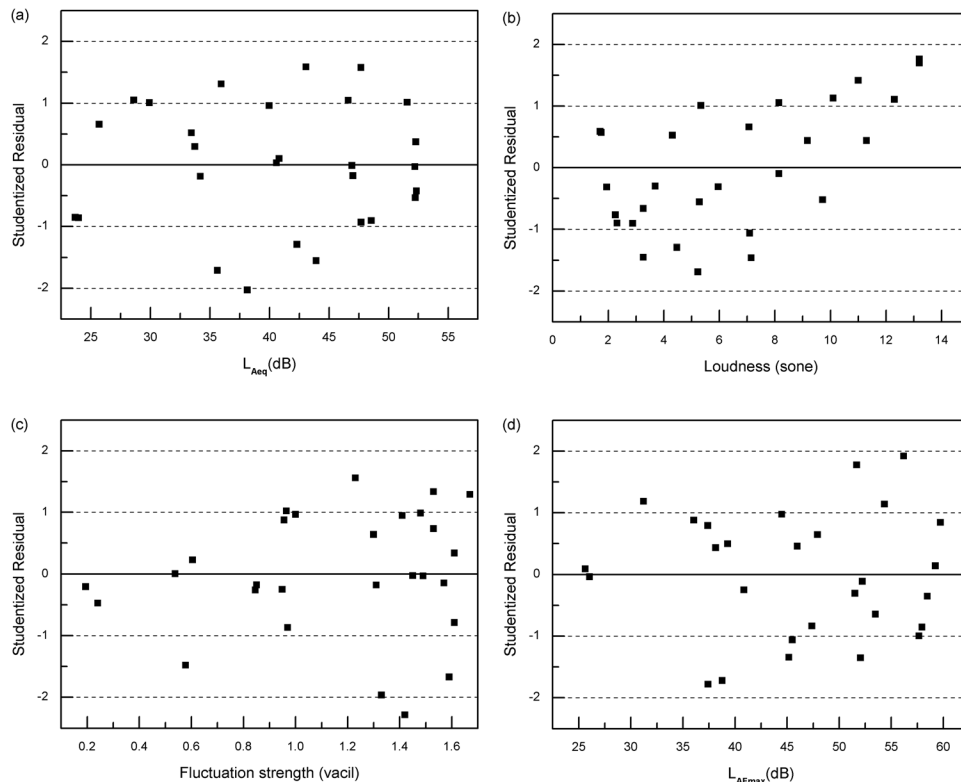 (a)
2
1
0
-1
-2
Studentized Residual
25 30 35 40 45 50 55
L_Aeq(dB)
(b)
2
1
0
-1
-2
Studentized Residual
0 2 4 6 8 10 12 14
Loudness (sone)
(c)
2
1
0
-1
-2
Studentized Residual
0.2 0.4 0.6 0.8 1.0 1.2 1.4 1.6
Fluctuation strength (vacil)
(d)
2
1
0
-1
-2
Studentized Residual
25 30 35 40 45 50 55 60
L_AFmax(dB)